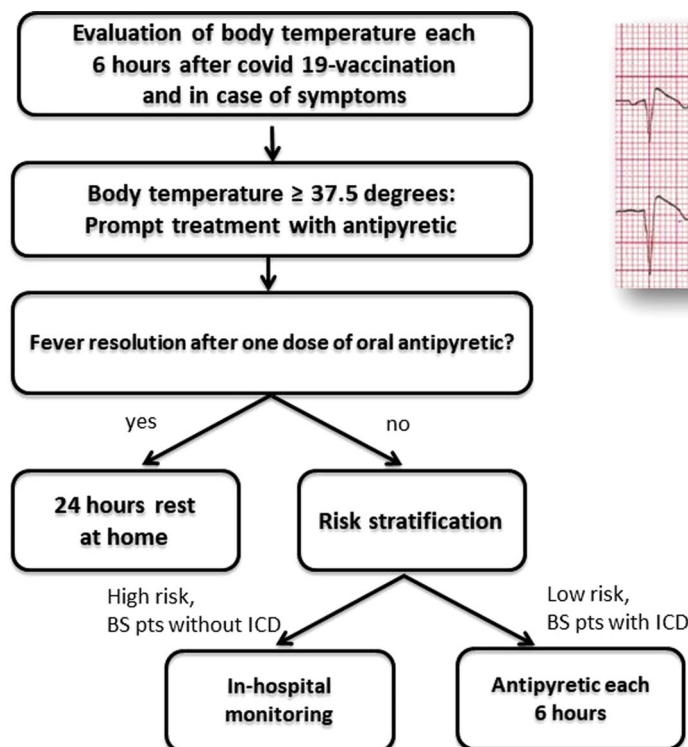 Evaluation of body temperature each
6 hours after covid 19-vaccination
and in case of symptoms
Body temperature ≥ 37.5 degrees:
Prompt treatment with antipyretic
Fever resolution after one dose of oral antipyretic?
yes
no
24 hours rest
at home
Risk stratification
High risk,
BS pts without ICD
Low risk,
BS pts with ICD
In-hospital
monitoring
Antipyretic each
6 hours